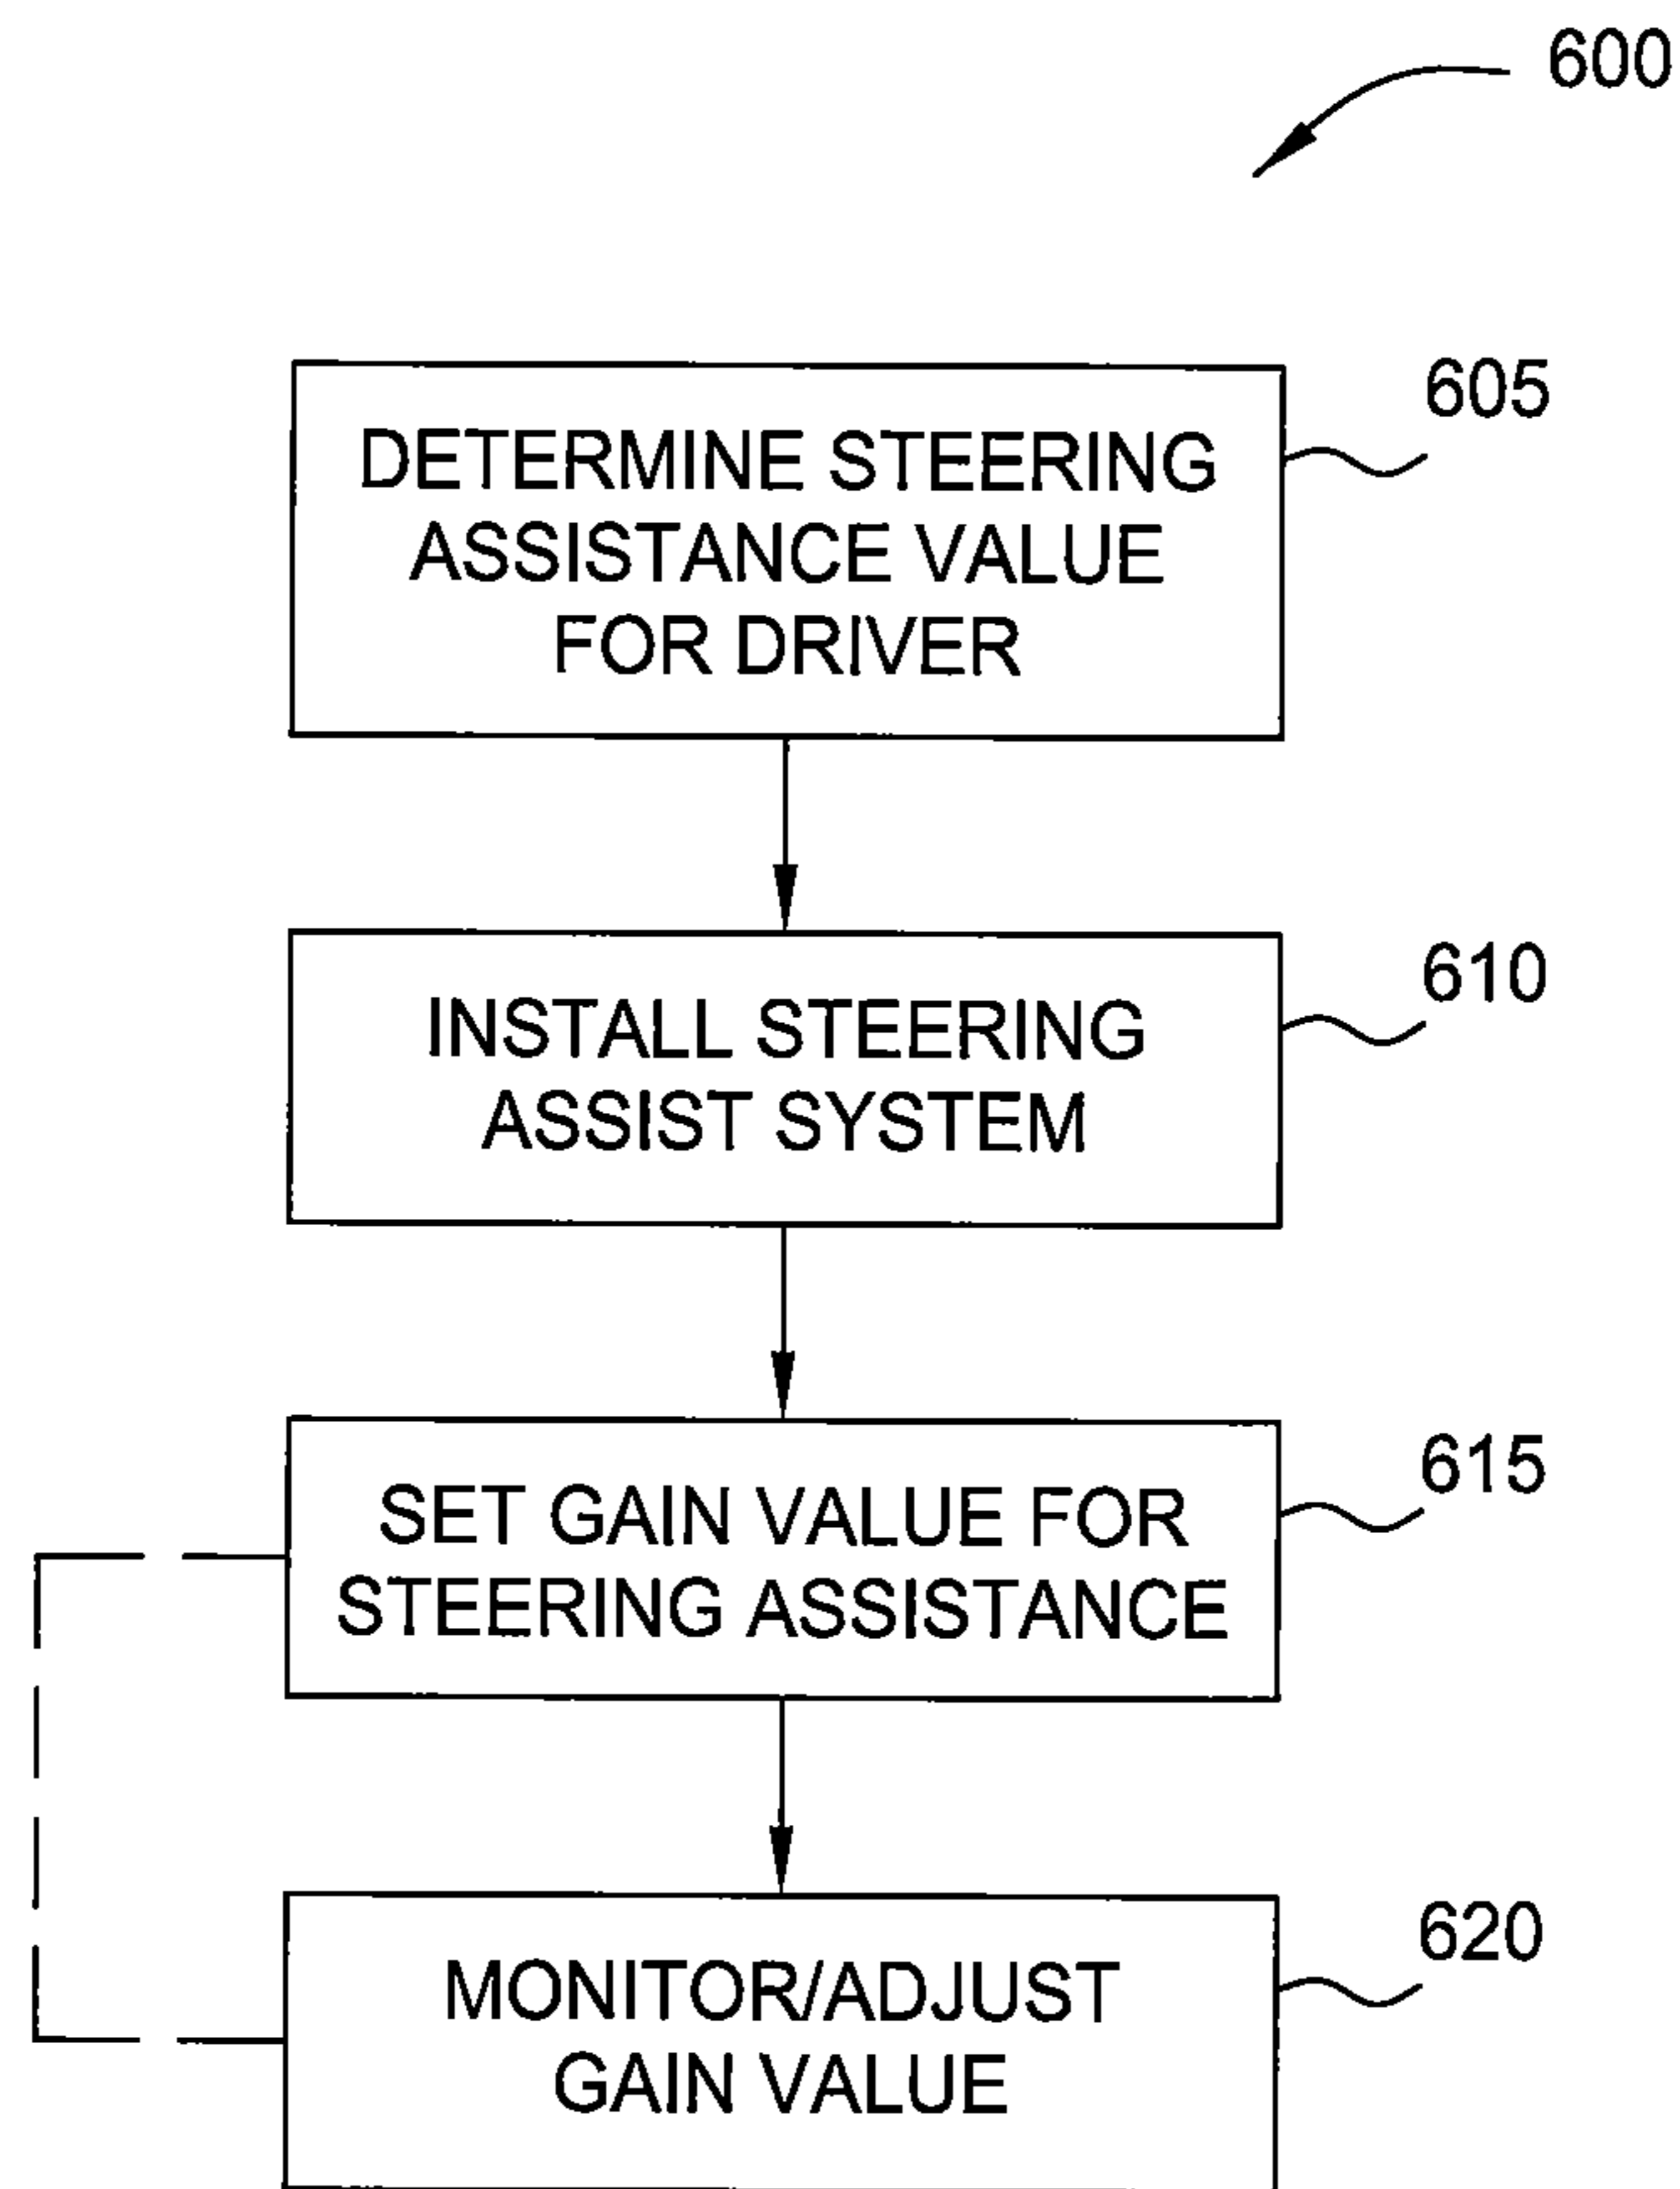 600
605
DETERMINE STEERING
ASSISTANCE VALUE
FOR DRIVER
610
INSTALL STEERING
ASSIST SYSTEM
615
SET GAIN VALUE FOR
STEERING ASSISTANCE
620
MONITOR/ADJUST
GAIN VALUE